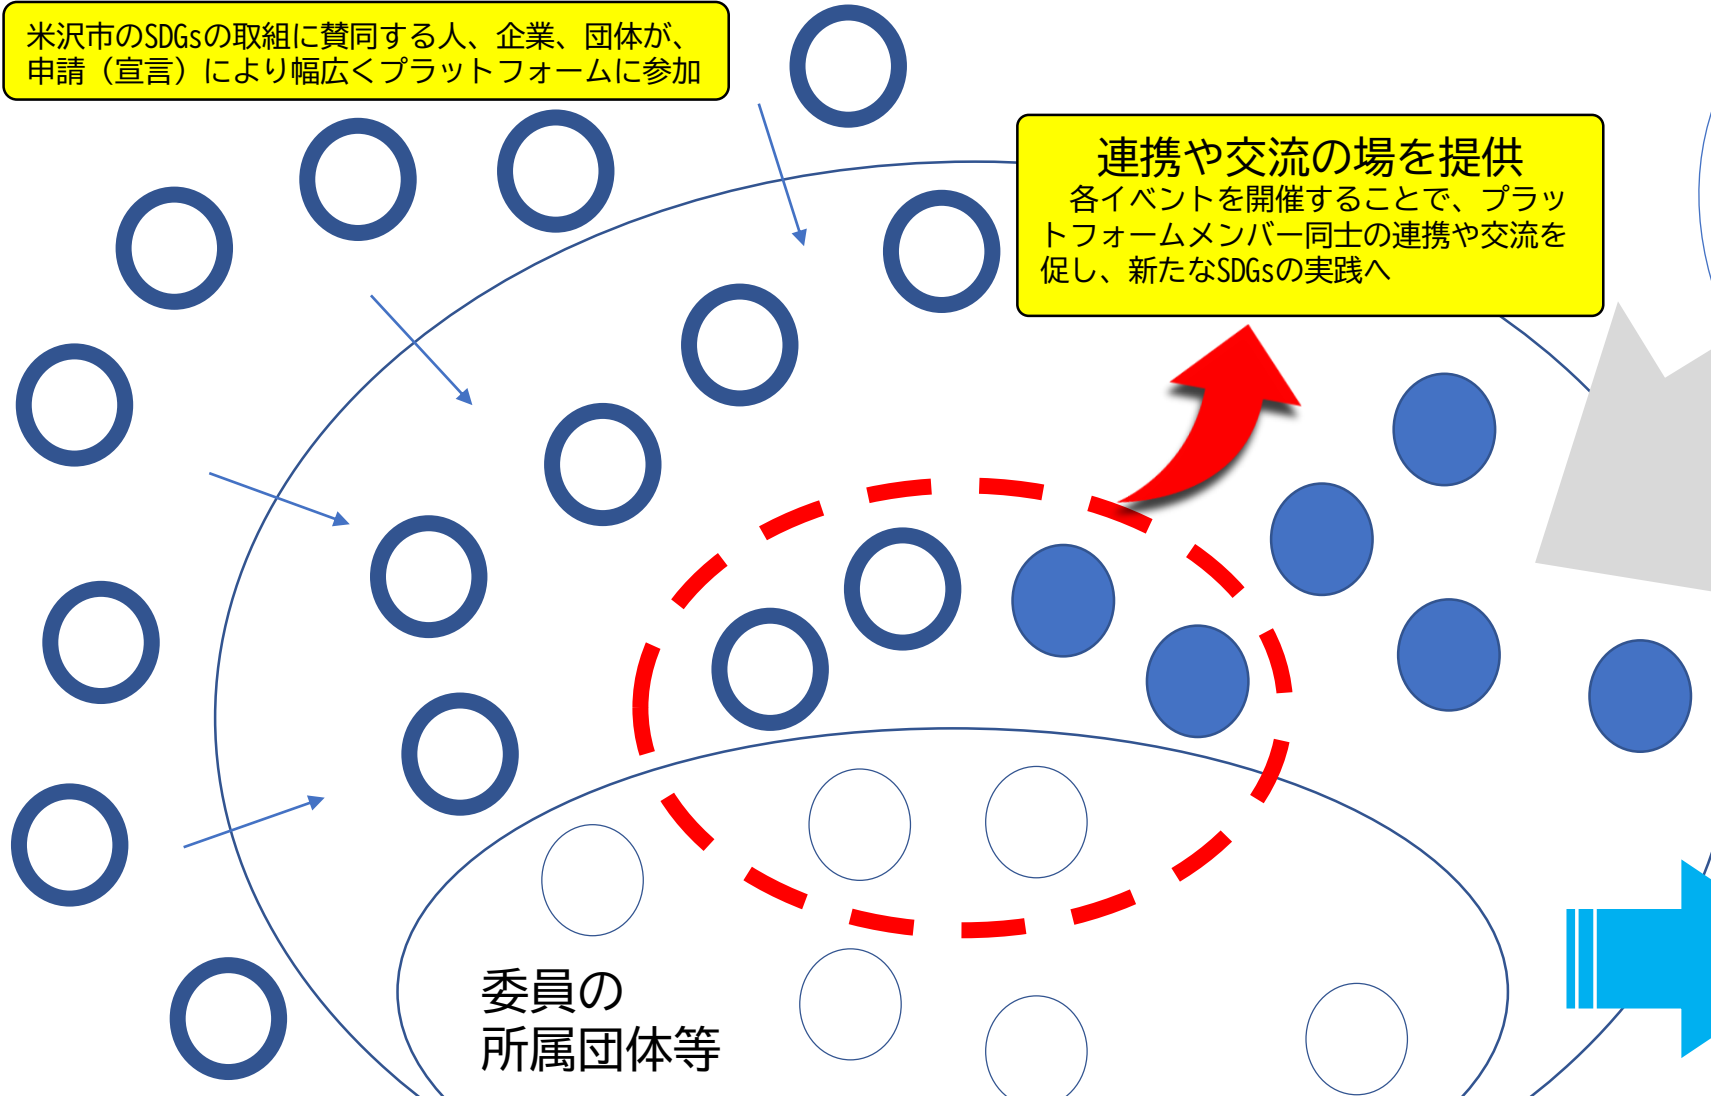 米沢市のSDGsの取組に賛同する人、企業、団体が、
申請（宣言）により幅広くプラットフォームに参加
連携や交流の場を提供
各イベントを開催することで、プラッ
トフォームメンバー同士の連携や交流を
促し、新たなSDGsの実践へ
委員の
所属団体等